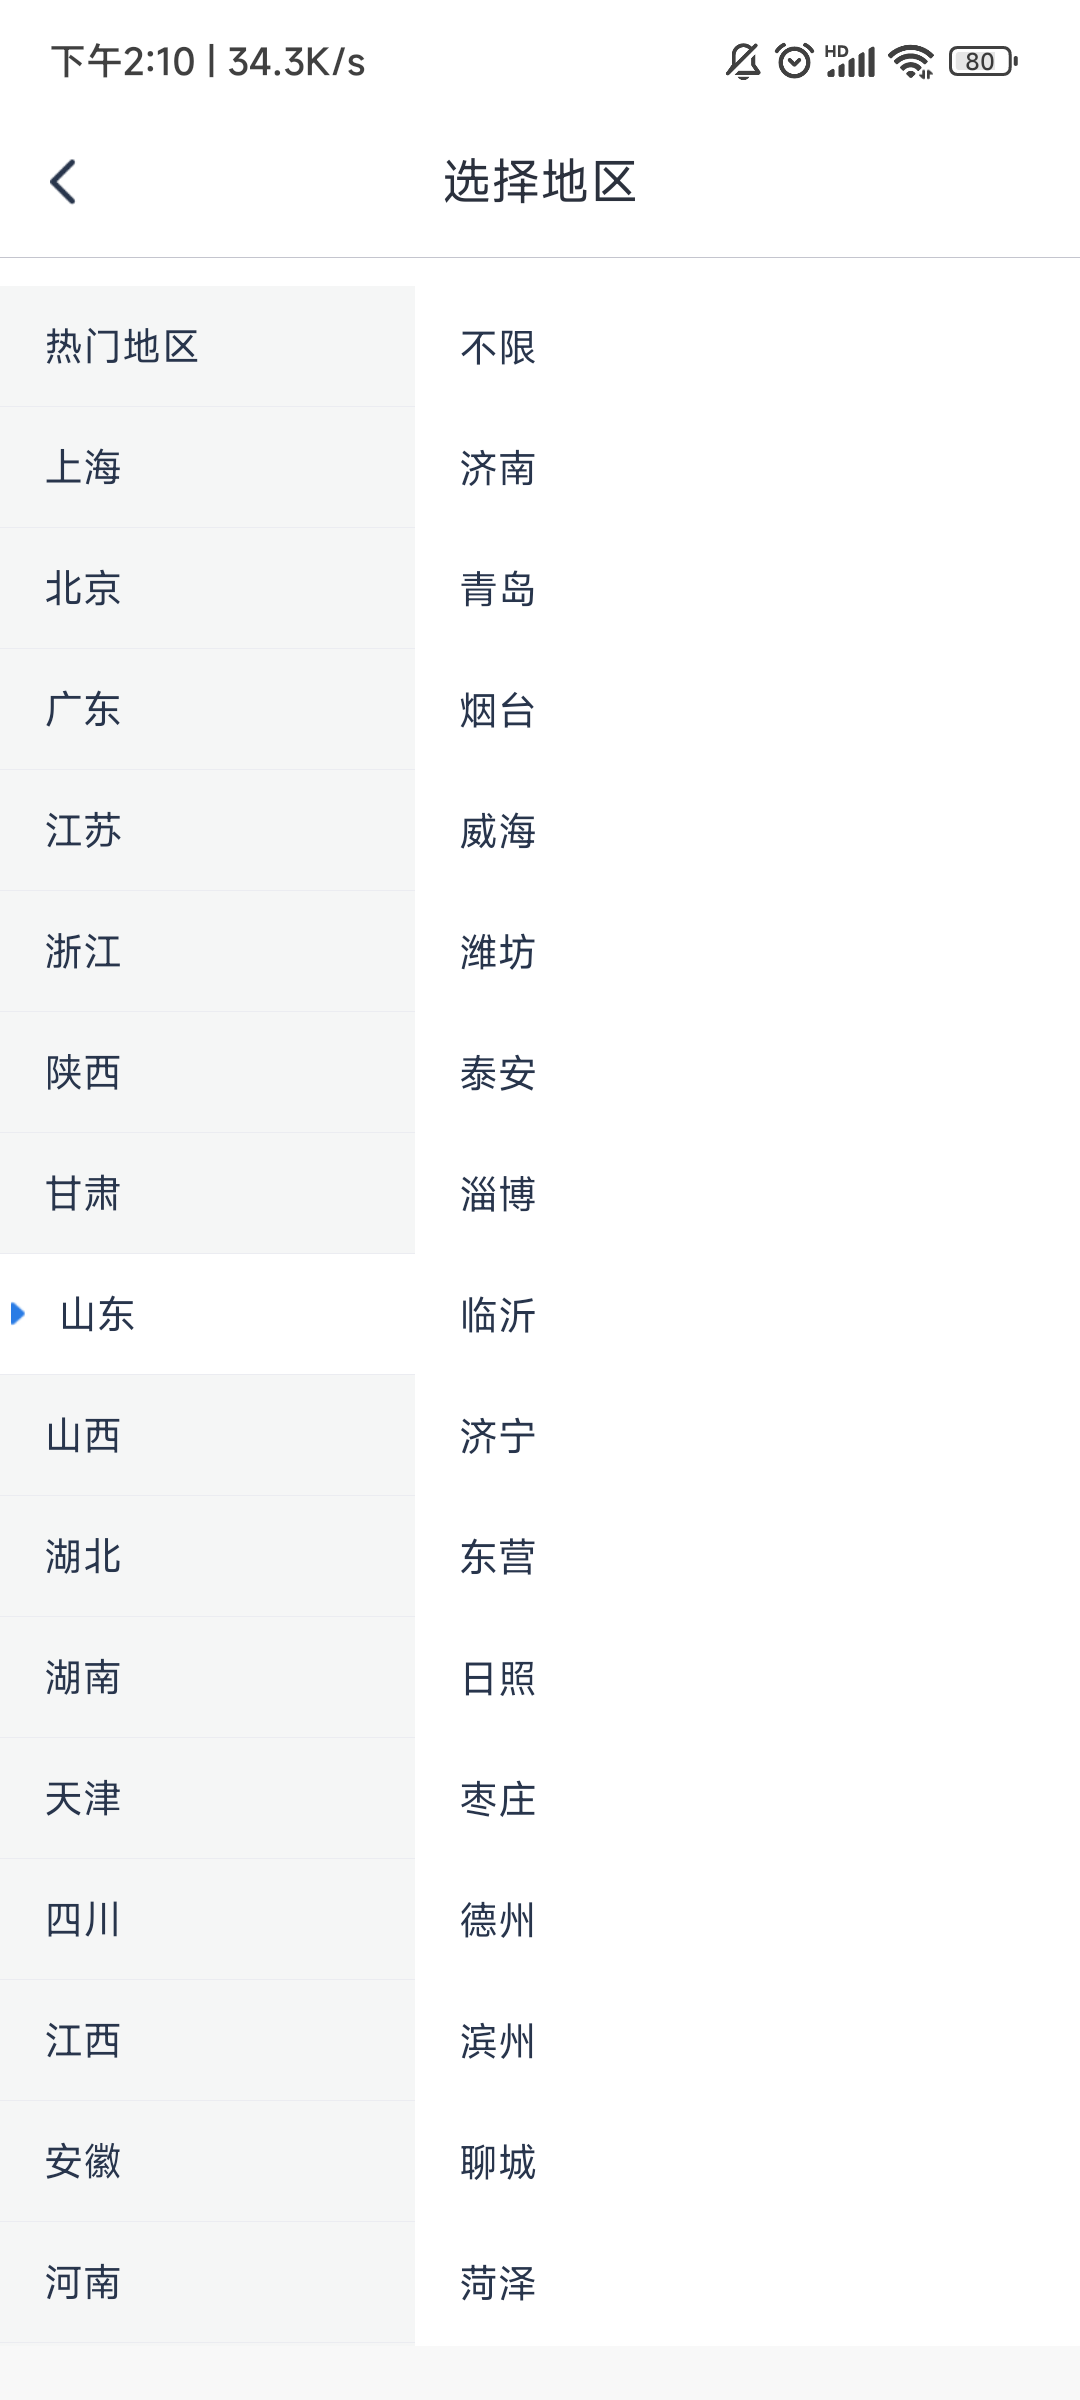 下午2:10 | 34.3K/s
HD
80
选择地区
热门地区
上海
北京
广东
江苏
浙江
陕西
甘肃
山东
山西
湖北
湖南
天津
四川
江西
安徽
河南
不限
济南
青岛
烟台
威海
潍坊
泰安
淄博
临沂
济宁
东营
日照
枣庄
德州
滨州
聊城
菏泽